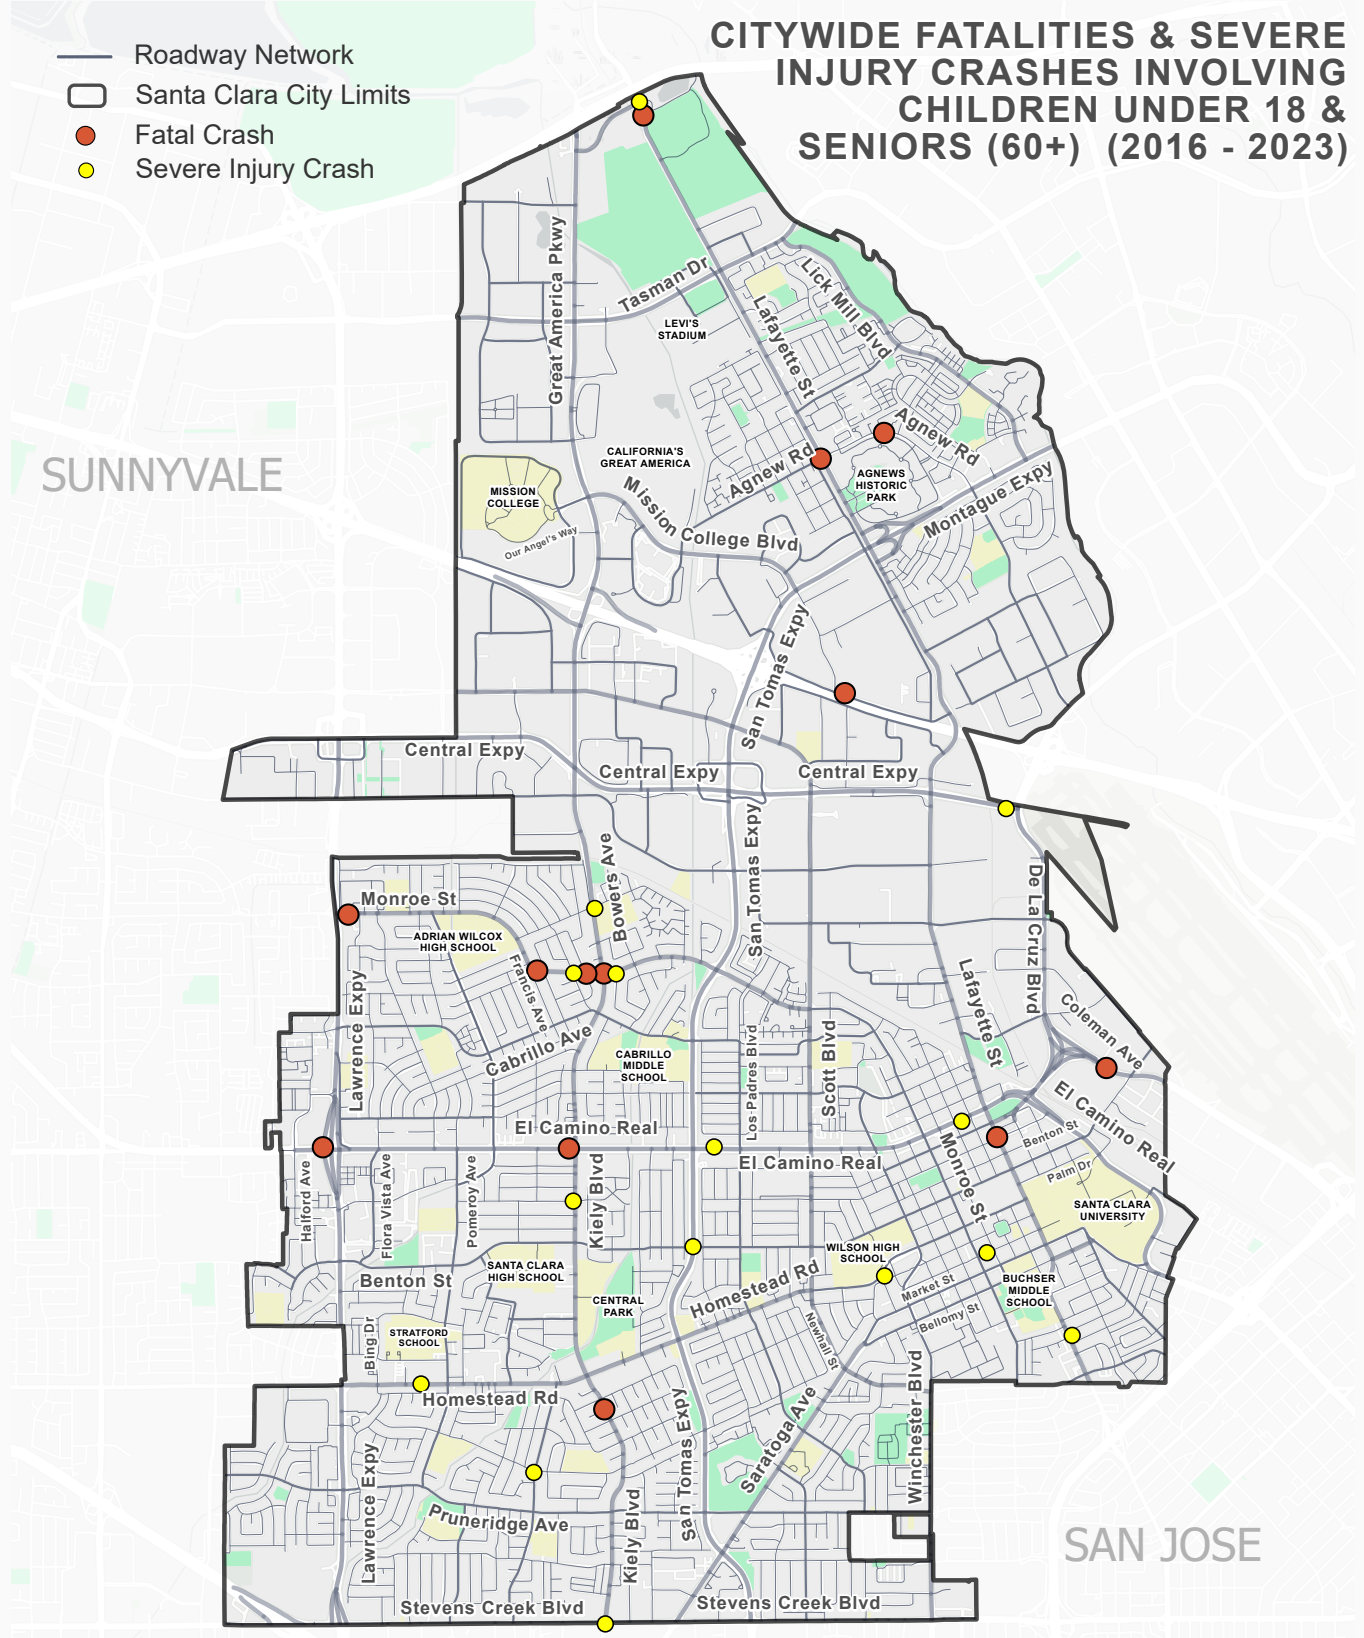 CITYWIDE FATALITIES & SEVERE
INJURY CRASHES INVOLVING
CHILDREN UNDER 18 &
SENIORS (60+) (2016 - 2023)
Roadway Network
Santa Clara City Limits
Fatal Crash
Severe Injury Crash
Great America Pkwy
Tasman Dr
Lick Mill Blvd
LEVI'S
STADIUM
Lafayette St
SUNNYVALE
CALIFORNIA'S
GREAT AMERICA
Agnew Rd
Agnew Rd
AGNEWS
HISTORIC
PARK
MISSION
COLLEGE
Mission College Blvd
Montague Expy
Our Angel's Way
San Tomas Expy
Central Expy
Central Expy
Central Expy
San Tomas Expy
Bowers Ave
De La Cruz Blvd
Monroe St
ADRIAN WILCOX
HIGH SCHOOL
Francis Ave
Lawrence Expy
Lafayette St
Coleman Ave
Cabrillo Ave
CABRILLO
MIDDLE
SCHOOL
Los Padres Blvd
Scott Blvd
El Camino Real
El Camino Real
El Camino Real
Benton St
Monroe St
Palm Dr
Halford Ave
Flora Vista Ave
Pomeroy Ave
Kiely Blvd
SANTA CLARA
UNIVERSITY
WILSON HIGH
SCHOOL
SANTA CLARA
HIGH SCHOOL
Benton St
CENTRAL
PARK
Homestead Rd
Market St
BUCHSER
MIDDLE
SCHOOL
Bellomy St
Newhall St
STRATFORD
SCHOOL
Bing Dr
Homestead Rd
San Tomas Expy
Saratoga Ave
Winchester Blvd
Lawrence Expy
Pruneridge Ave
Kiely Blvd
SAN JOSE
Stevens Creek Blvd
Stevens Creek Blvd